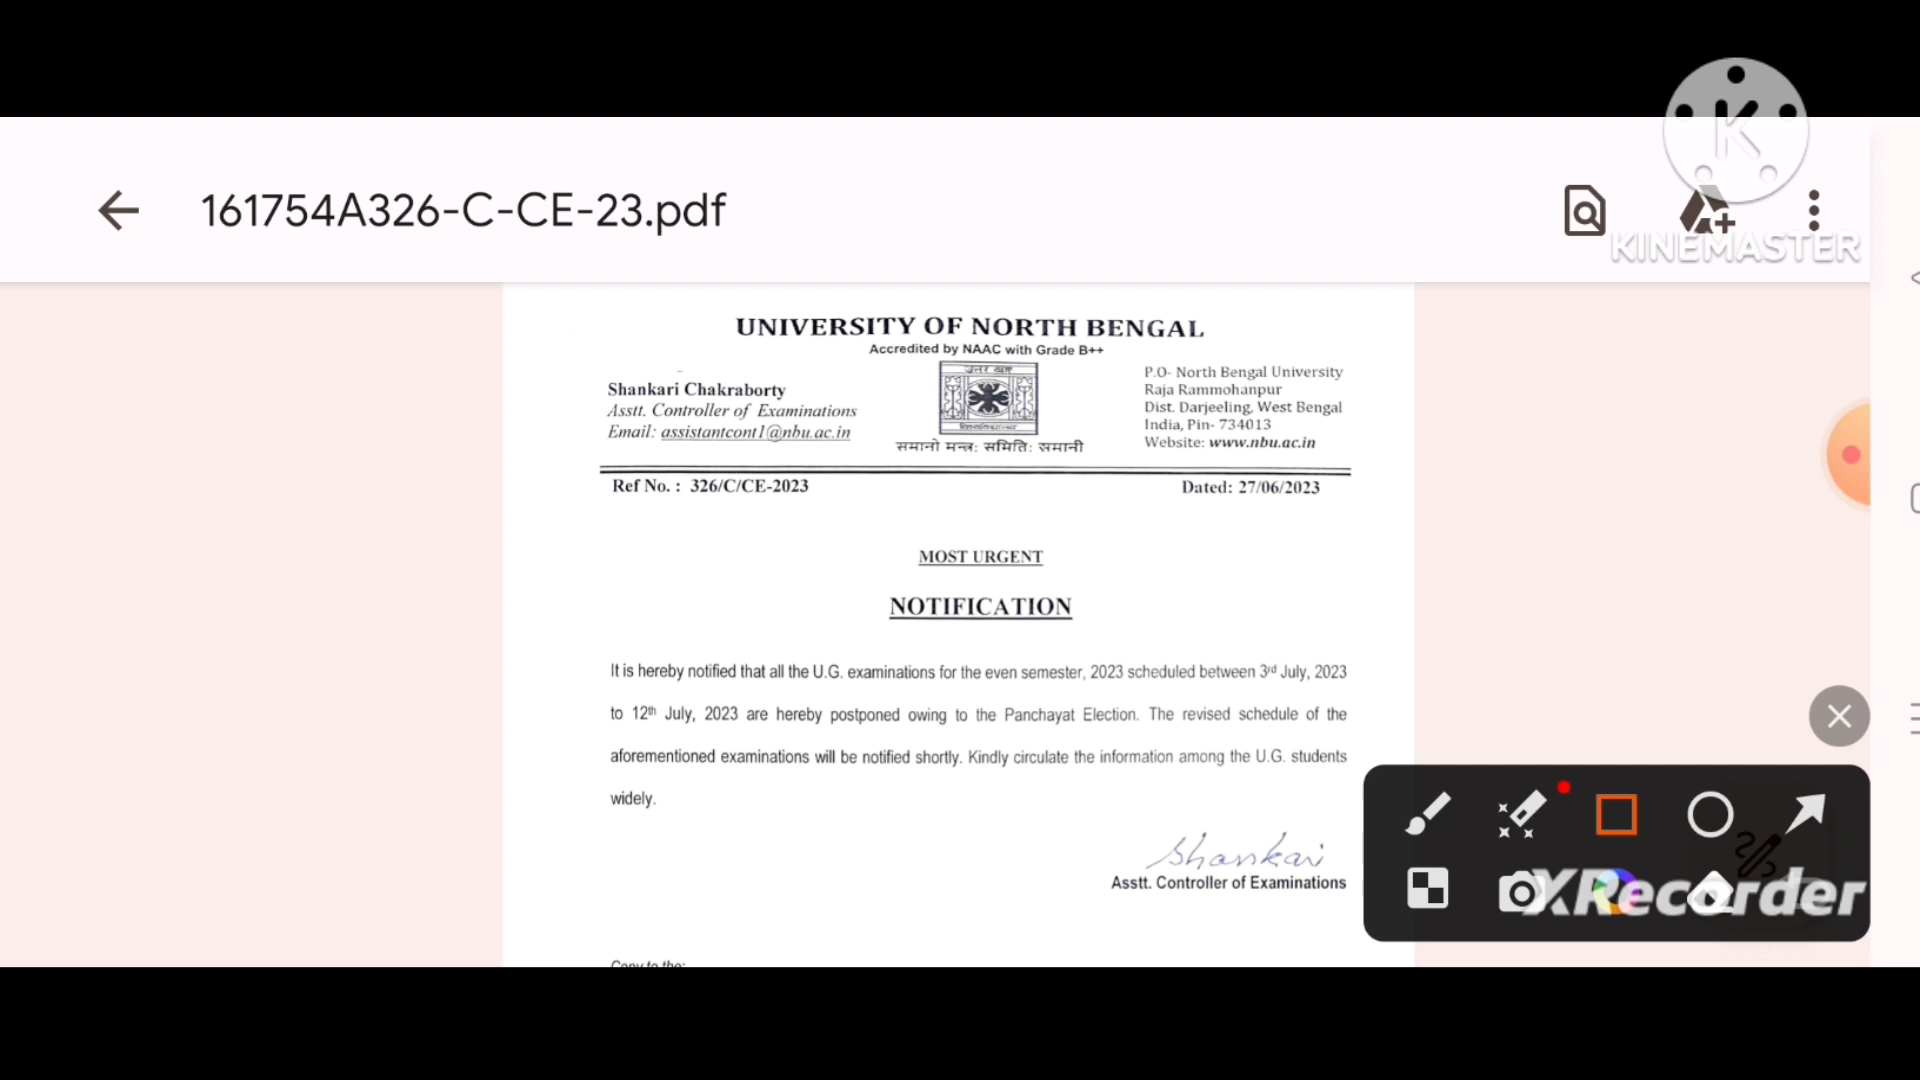 KINEMASTER
161754A326-C-CE-23.pdf
UNIVERSITY OF NORTH BENGAL
Accredited by NAAC with Grade B++
Shankari Chakraborty
Asstt. Controller of Examinations
Email: assistantcont1@nbu.ac.in
समानो मन्त्र: समिति: समानी
P.O- North Bengal University
Raja Rammohanpur
Dist. Darjeeling, West Bengal
India, Pin- 734013
Website: www.nbu.ac.in
Ref No. : 326/C/CE-2023
Dated: 27/06/2023
MOST URGENT
NOTIFICATION
It is hereby notified that all the U.G. examinations for the even semester, 2023 scheduled between 3rd July, 2023
to 12th July, 2023 are hereby postponed owing to the Panchayat Election. The revised schedule of the
aforementioned examinations will be notified shortly. Kindly circulate the information among the U.G. students
widely.
Shankari
Asstt. Controller of Examinations
Copy to the:
XRecorder